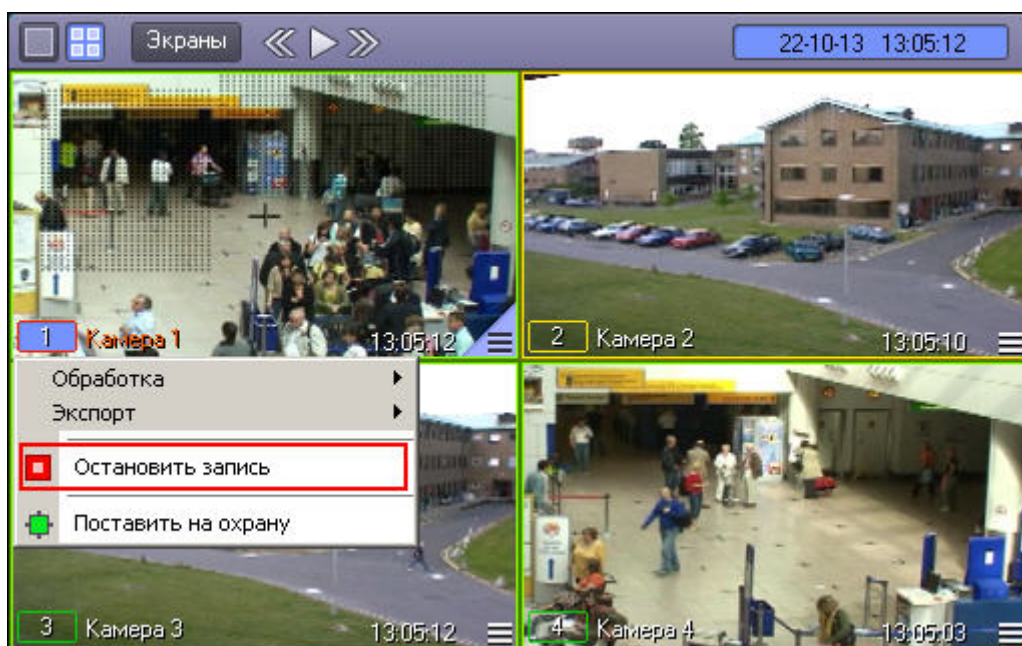 Экраны
22-10-13 13:05:12
1 Камера 1 13:05:12
2 Камера 2 13:05:10
Обработка
Экспорт
Остановить запись
Поставить на охрану
3 Камера 3 13:05:12
4 Камера 4 13:05:03